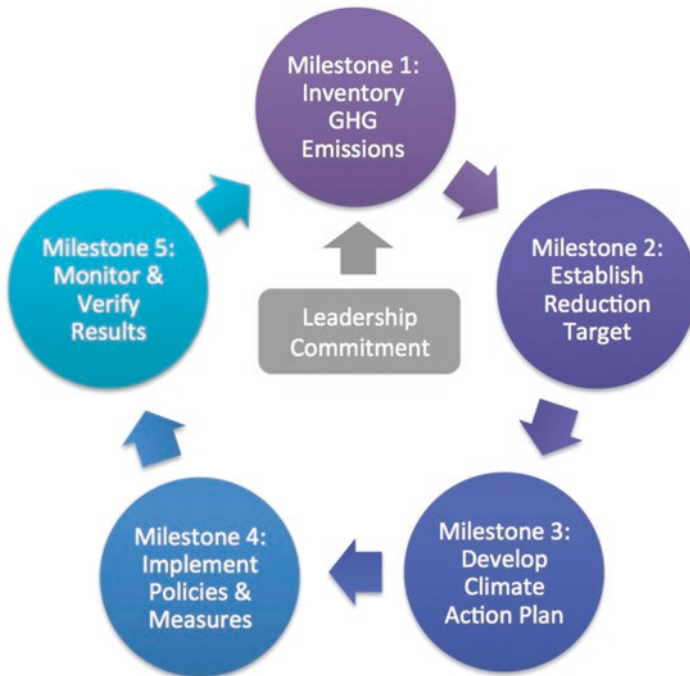 Milestone 1:
Inventory
GHG
Emissions
Milestone 2:
Establish
Reduction
Target
Milestone 3:
Develop
Climate
Action Plan
Milestone 4:
Implement
Policies &
Measures
Milestone 5:
Monitor &
Verify
Results
Leadership
Commitment